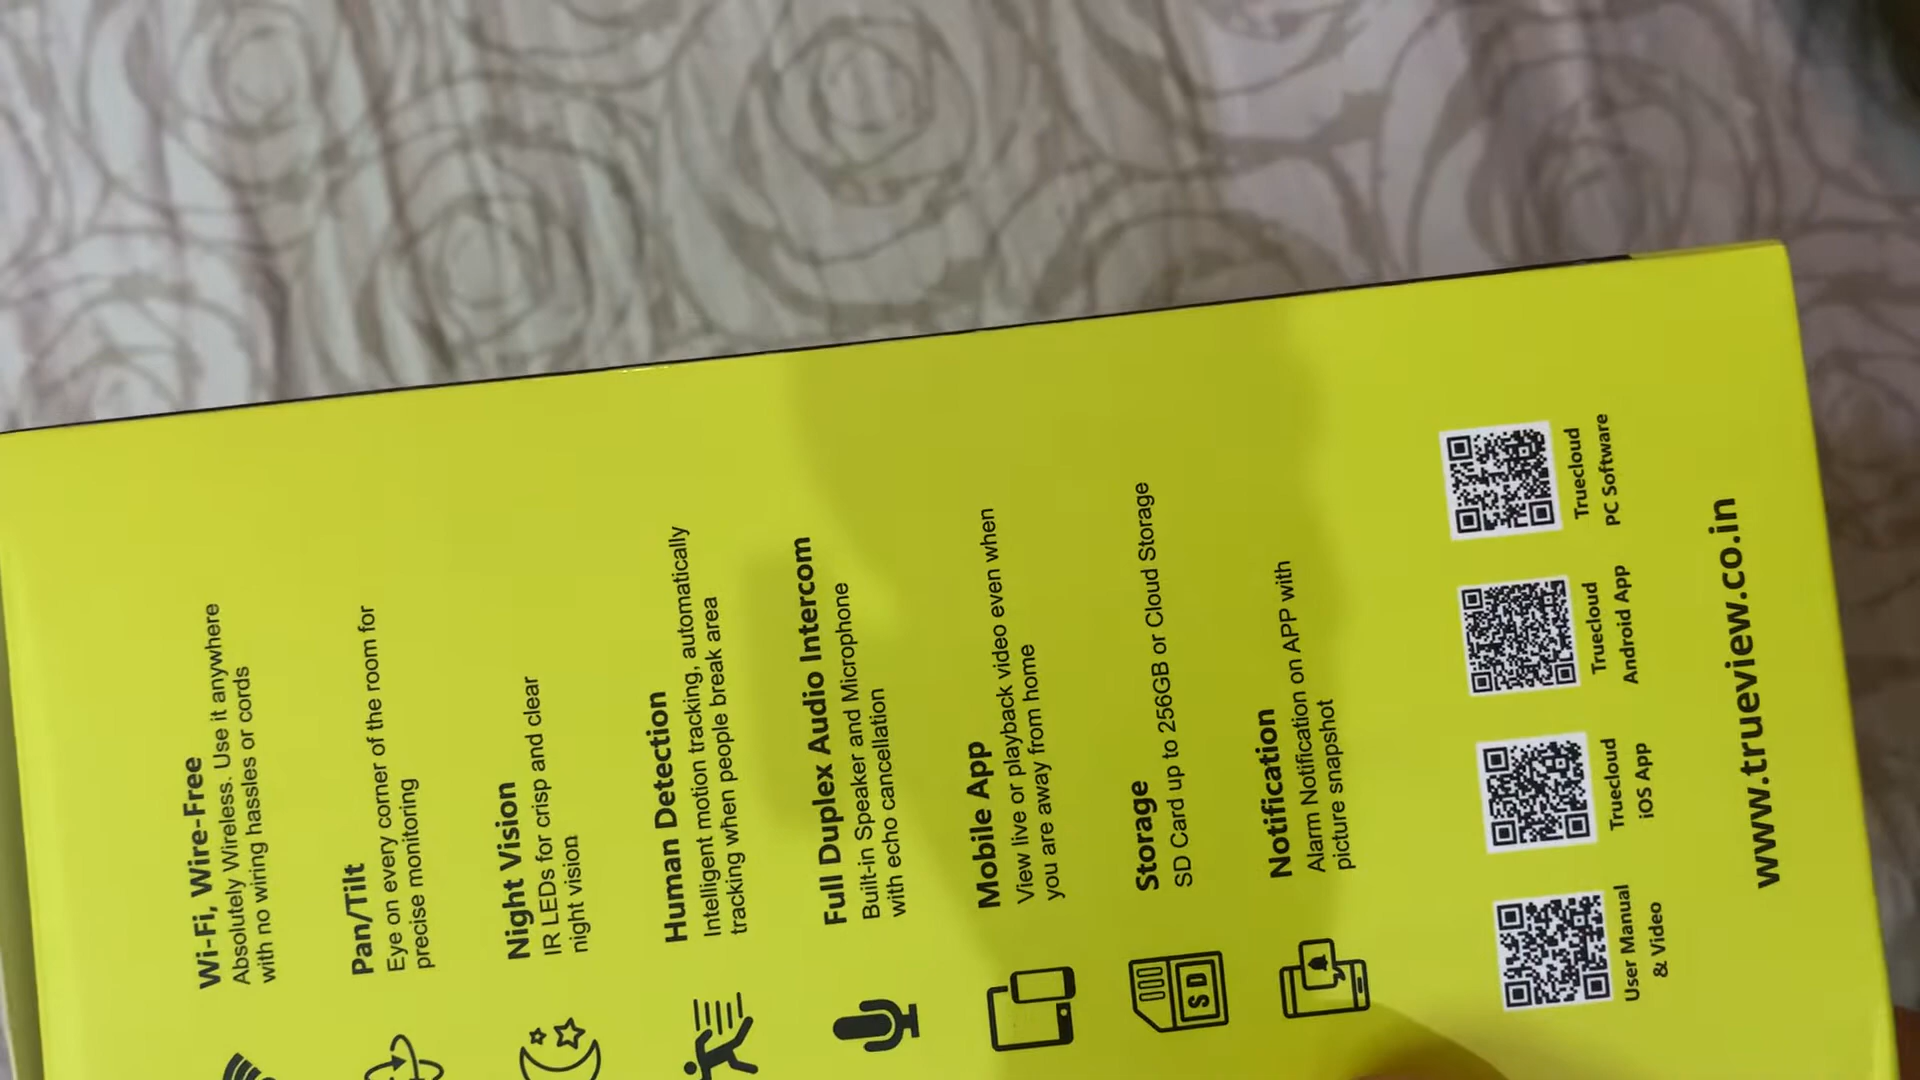 Wi-Fi, Wire-Free
Absolutely Wireless. Use it anywhere
with no wiring hassles or cords
Pan/Tilt
Eye on every corner of the room for
precise monitoring
Night Vision
IR LEDs for crisp and clear
night vision
Human Detection
Intelligent motion tracking, automatically
tracking when people break area
Full Duplex Audio Intercom
Built-in Speaker and Microphone
with echo cancellation
Mobile App
View live or playback video even when
you are away from home
SD
Storage
SD Card up to 256GB or Cloud Storage
Notification
Alarm Notification on APP with
picture snapshot
User Manual
& Video
Truecloud
iOS App
Truecloud
Android App
Truecloud
PC Software
www.trueview.co.in